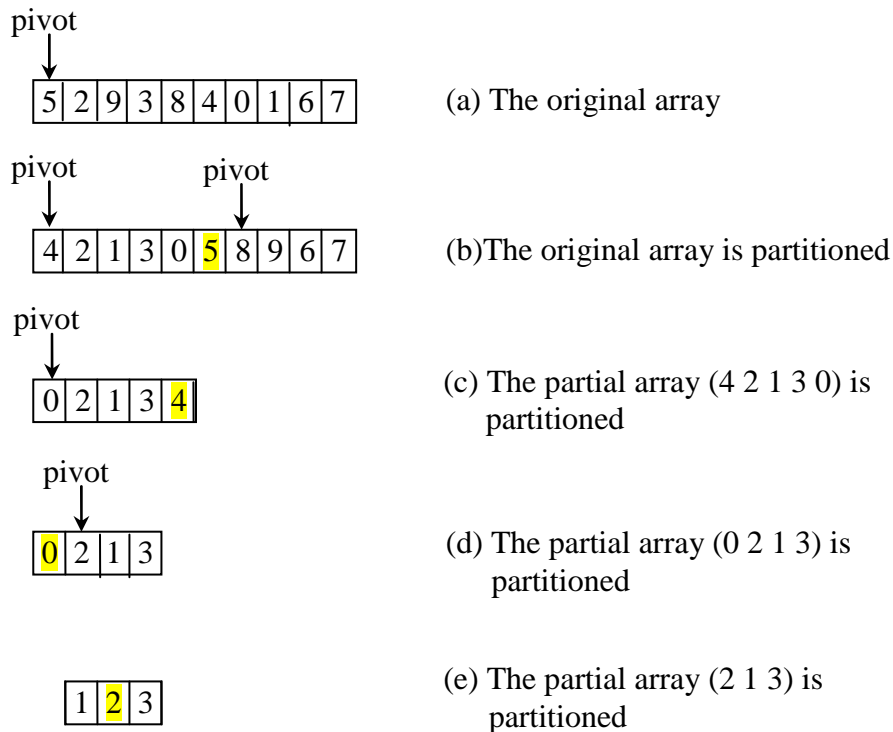 pivot
5 2 9 3 8 4 0 1 6 7
(a) The original array
pivot pivot
4 2 1 3 0 5 8 9 6 7
(b)The original array is partitioned
pivot
0 2 1 3 4
(c) The partial array (4 2 1 3 0) is
partitioned
pivot
0 2 1 3
(d) The partial array (0 2 1 3) is
partitioned
1 2 3
(e) The partial array (2 1 3) is
partitioned